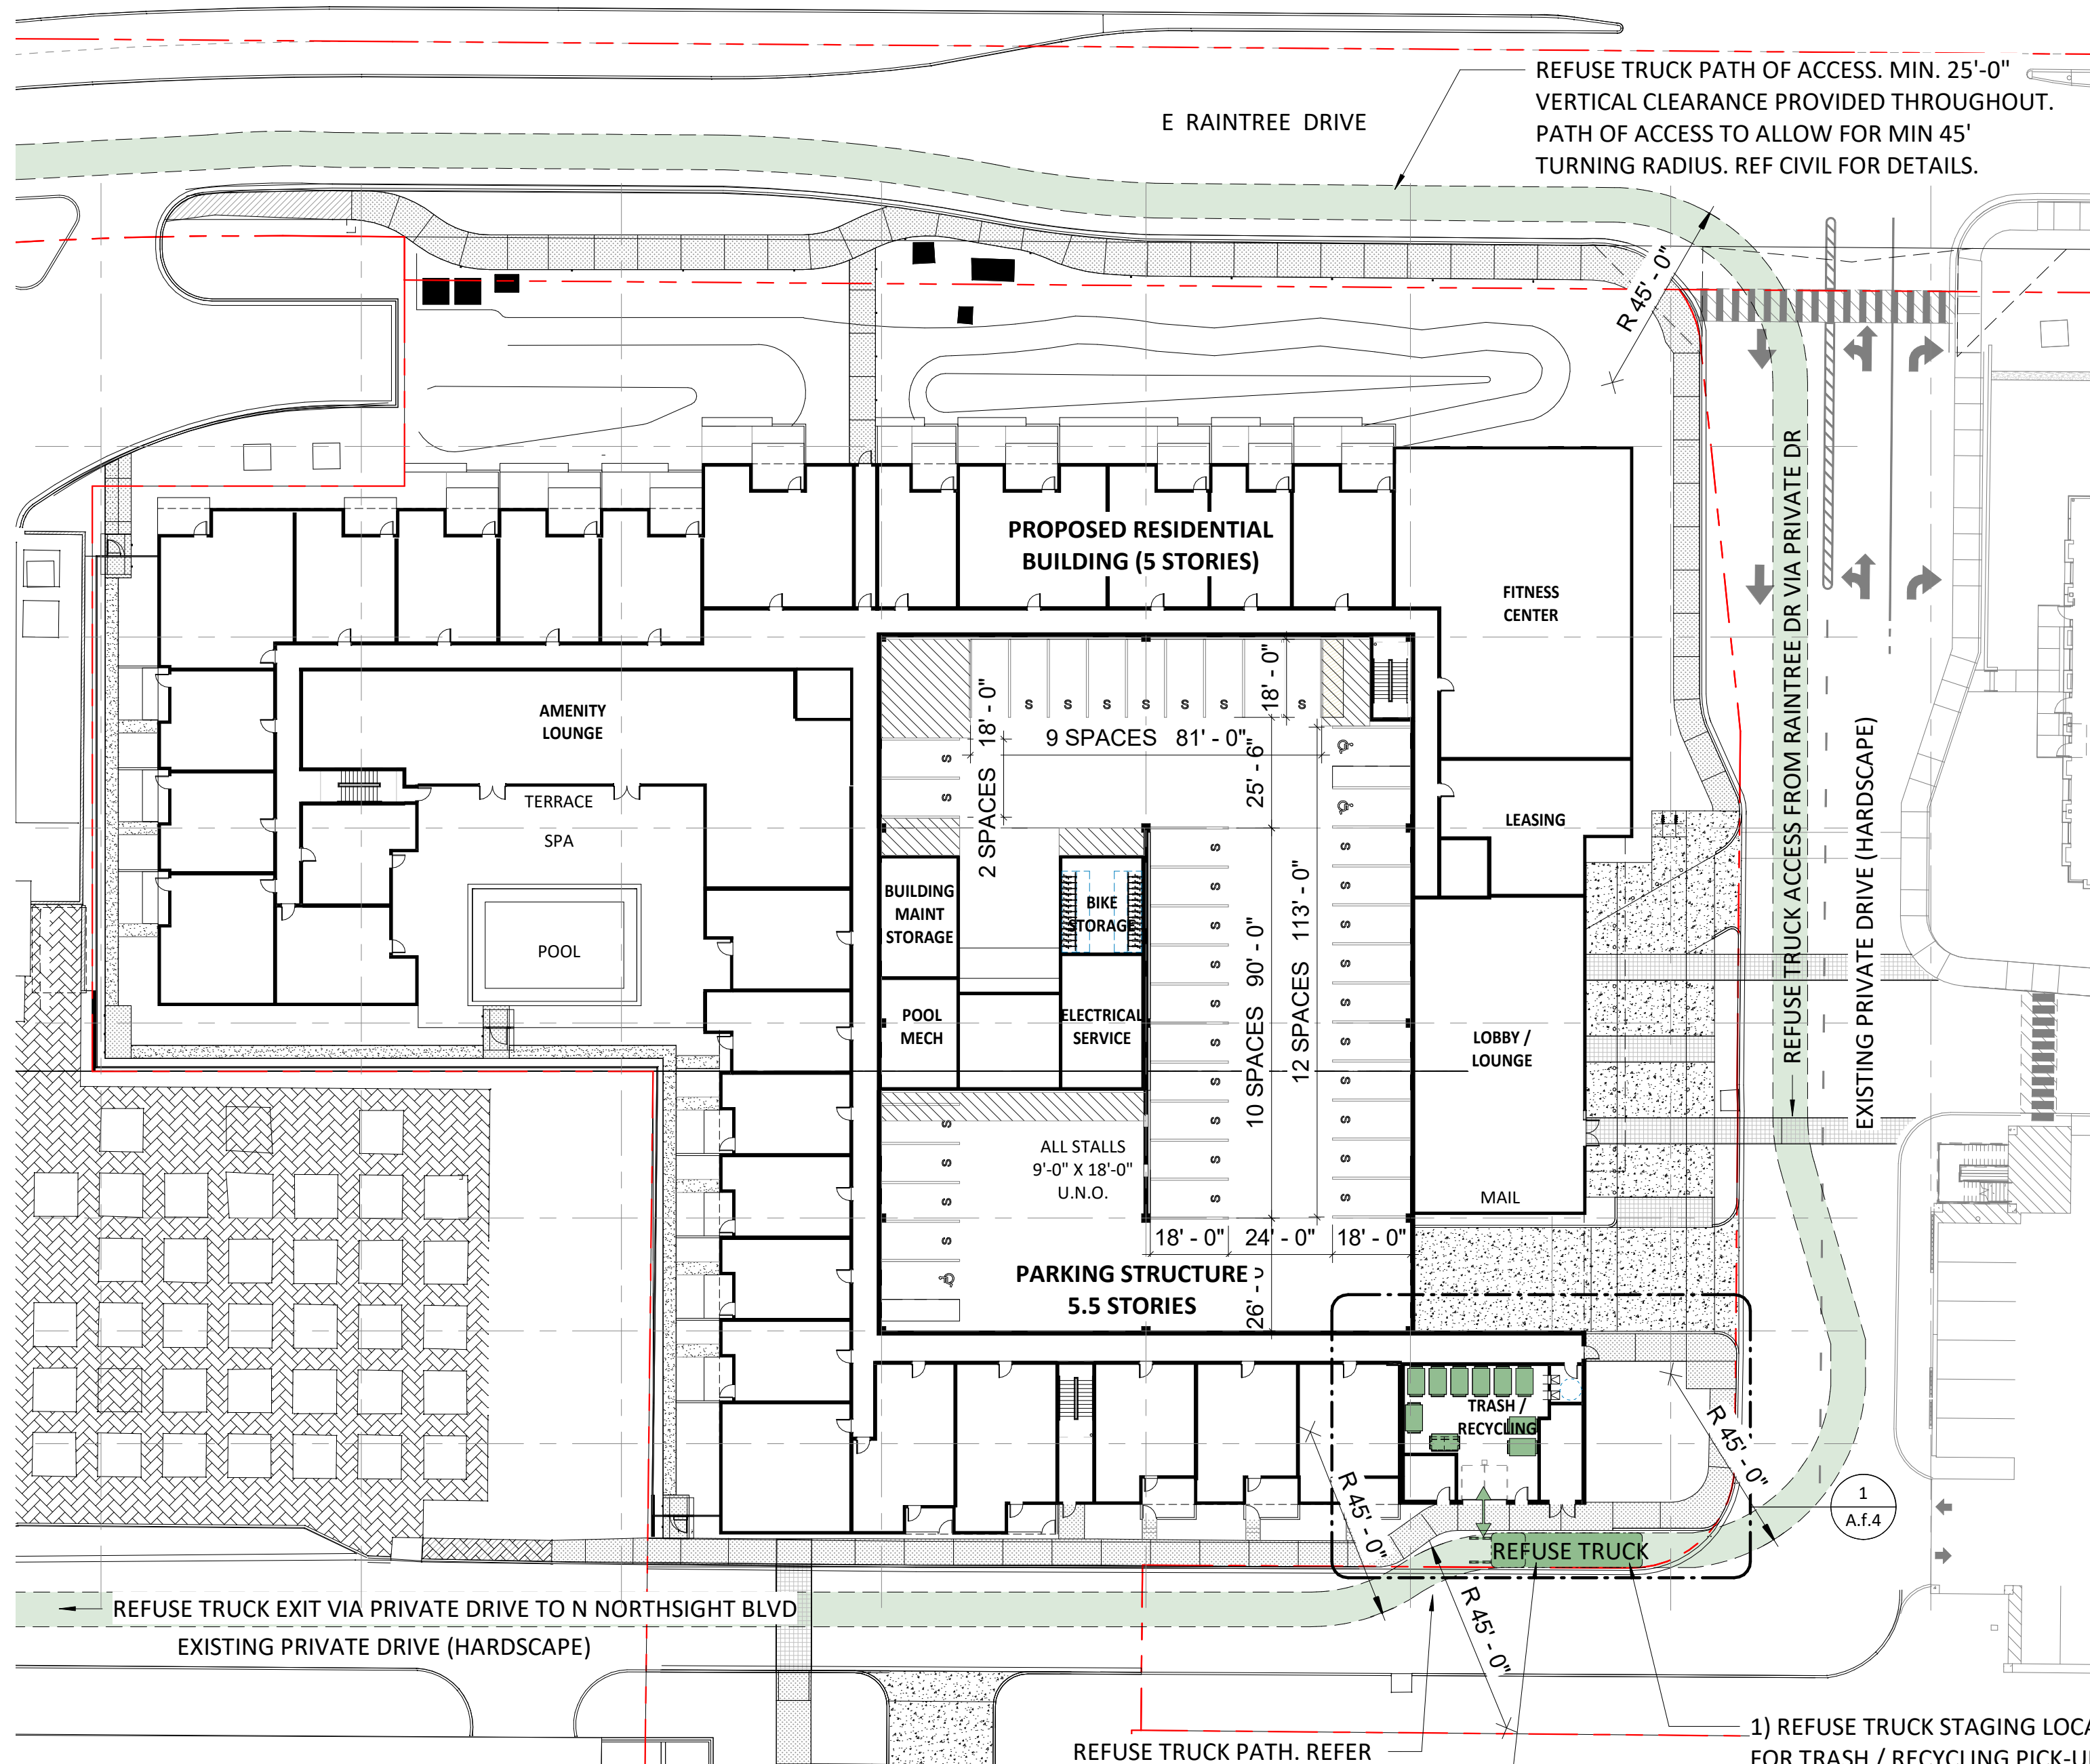 REFUSE TRUCK PATH OF ACCESS. MIN. 25'-0"
VERTICAL CLEARANCE PROVIDED THROUGHOUT.
PATH OF ACCESS TO ALLOW FOR MIN 45'
TURNING RADIUS. REF CIVIL FOR DETAILS.
E RAINTREE DRIVE
R 45' - 0"
REFUSE TRUCK ACCESS FROM RAINTREE DR VIA PRIVATE DR
EXISTING PRIVATE DRIVE (HARDSCAPE)
PROPOSED RESIDENTIAL
BUILDING (5 STORIES)
FITNESS
CENTER
AMENITY
LOUNGE
TERRACE
SPA
POOL
S S S S S S S
18' - 0"
9 SPACES 81' - 0"
2 SPACES 18' - 0"
S
S
25' - 6"
LEASING
BUILDING
MAINT
STORAGE
BIKE
STORAGE
POOL
MECH
ELECTRICAL
SERVICE
S
S
S
S
S
S
S
S
S
S
10 SPACES 90' - 0"
12 SPACES 113' - 0"
S
S
S
S
S
S
S
S
S
S
LOBBY /
LOUNGE
MAIL
ALL STALLS
9'-0" X 18'-0"
U.N.O.
S
S
S
S
18' - 0" 24' - 0" 18' - 0"
PARKING STRUCTURE
5.5 STORIES
26' -
TRASH /
RECYCLING
R 45' - 0"
R 45' - 0"
R 45' - 0"
1
A.f.4
REFUSE TRUCK
REFUSE TRUCK EXIT VIA PRIVATE DRIVE TO N NORTHSIGHT BLVD
EXISTING PRIVATE DRIVE (HARDSCAPE)
REFUSE TRUCK PATH. REFER
1) REFUSE TRUCK STAGING LOCA
FOR TRASH / RECYCLING PICK-U